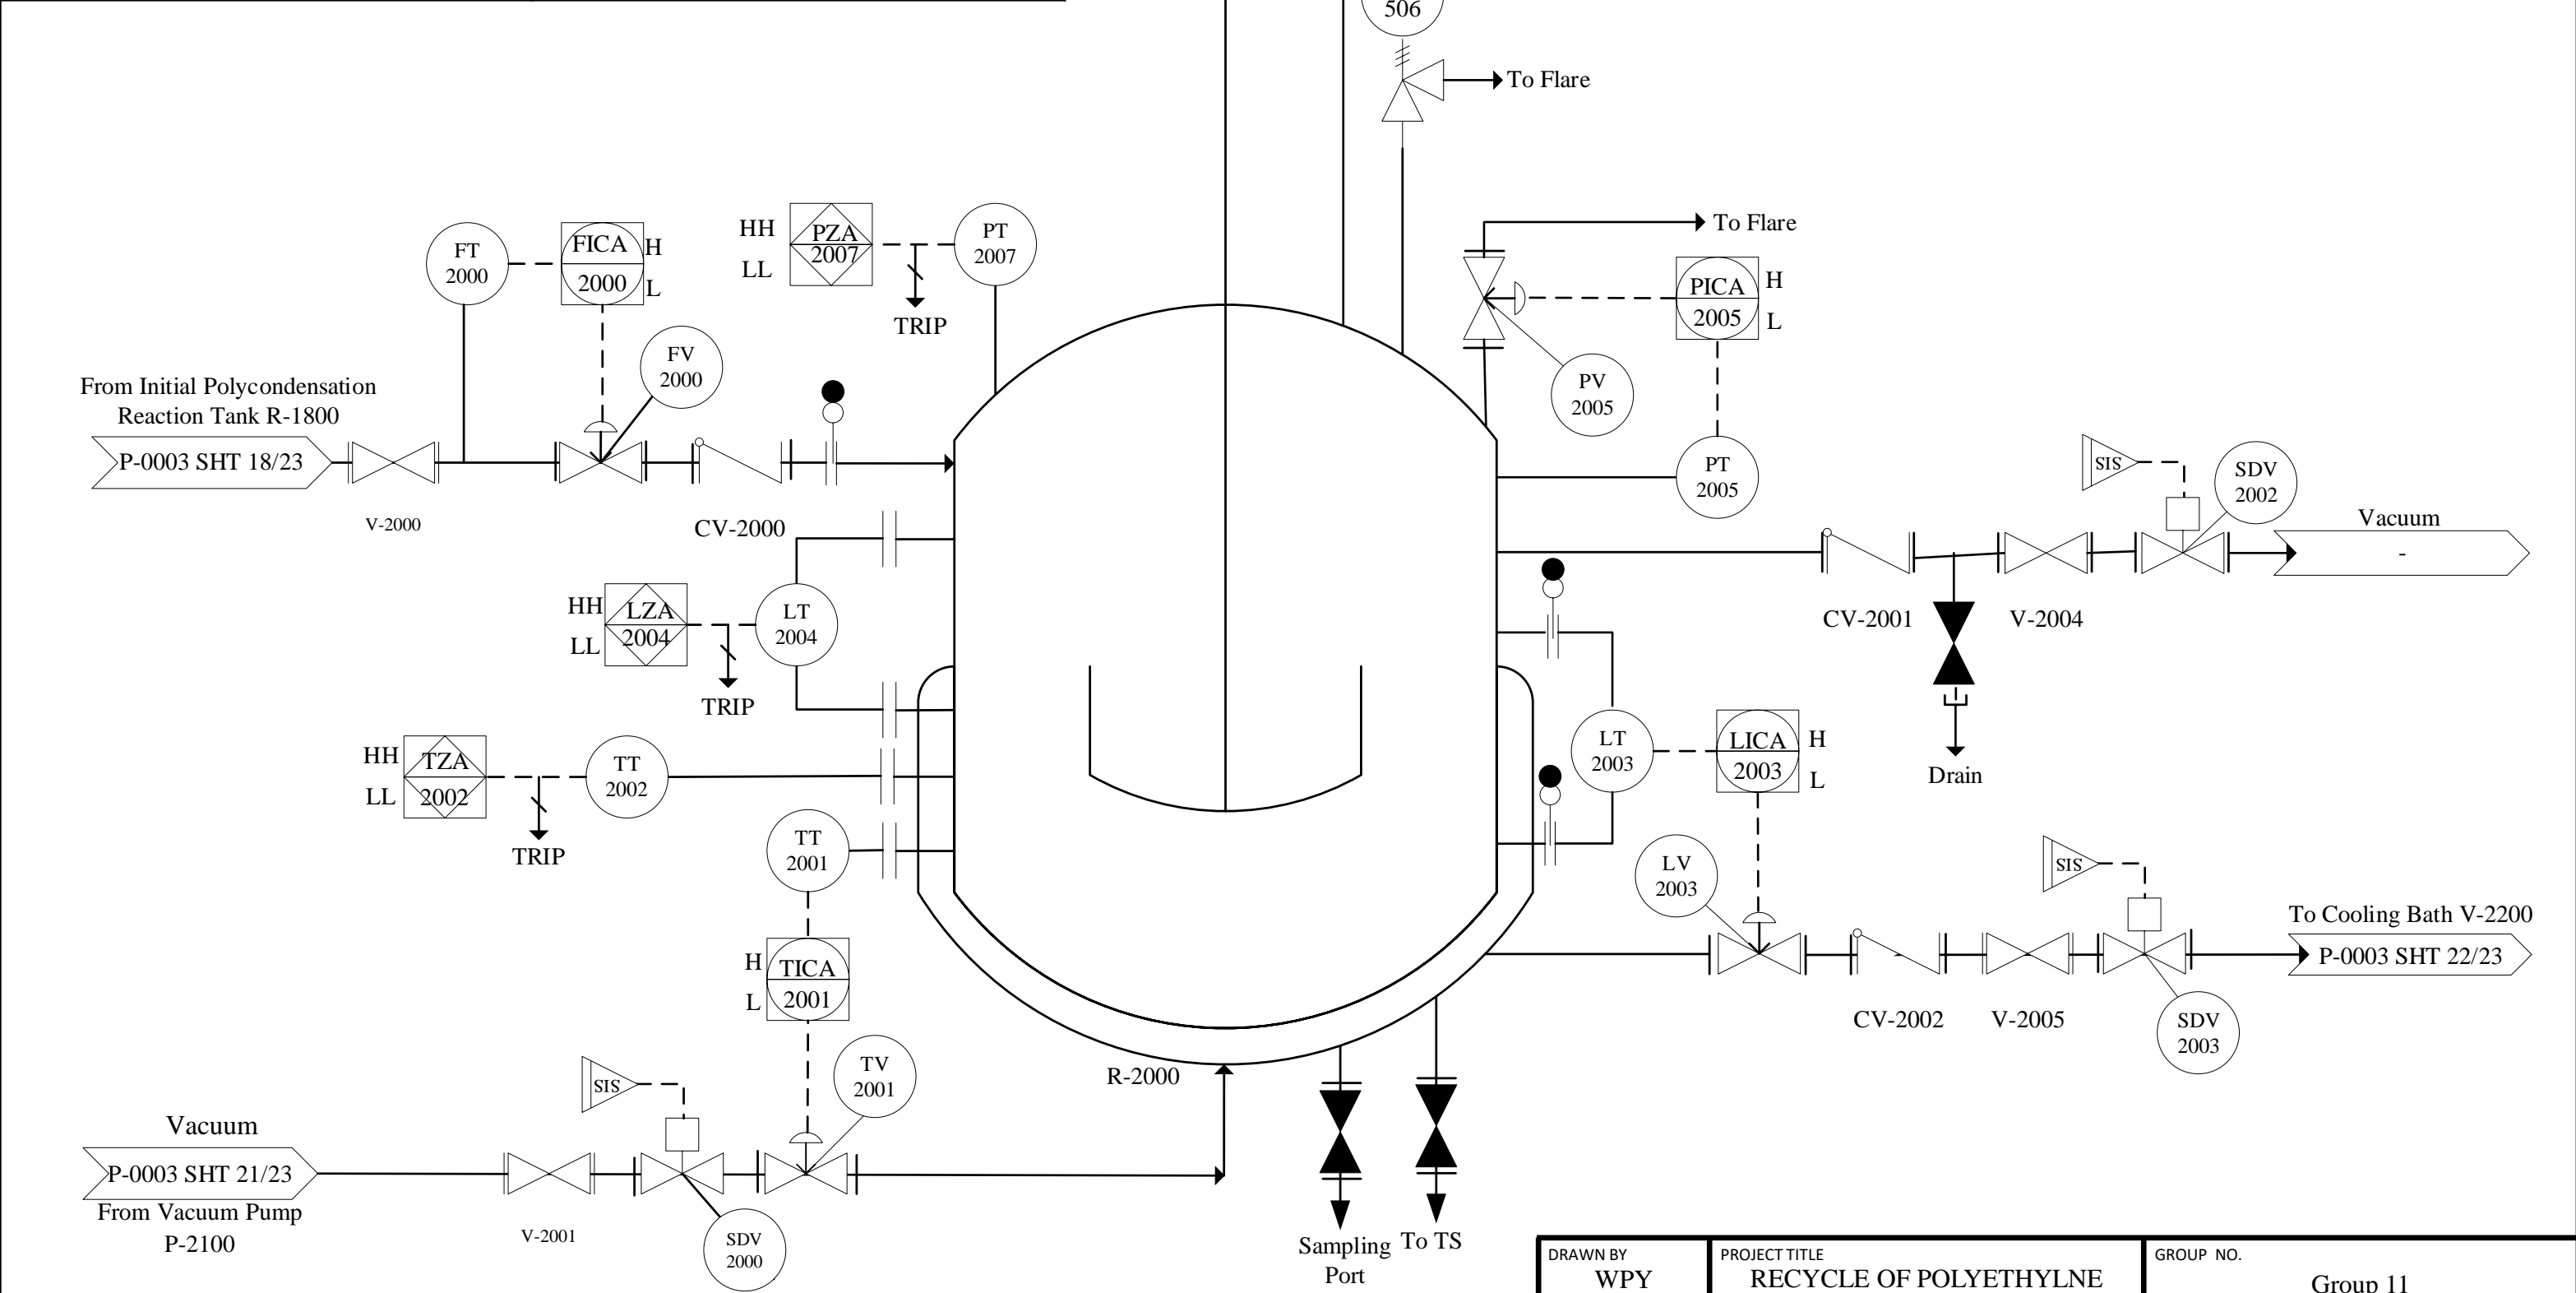 506
To Flare
FT
2000
FICA
2000
H
L
HH
LL
PZA
2007
PT
2007
TRIP
FV
2000
To Flare
PICA
2005
H
L
PV
2005
PT
2005
From Initial Polycondensation
Reaction Tank R-1800
P-0003 SHT 18/23
V-2000
CV-2000
SIS
SDV
2002
Vacuum
-
CV-2001
V-2004
Drain
HH
LL
LZA
2004
LT
2004
TRIP
HH
LL
TZA
2002
TT
2002
TRIP
TT
2001
H
L
TICA
2001
LT
2003
LICA
2003
H
L
LV
2003
SIS
To Cooling Bath V-2200
P-0003 SHT 22/23
CV-2002
V-2005
SDV
2003
R-2000
SIS
TV
2001
Vacuum
P-0003 SHT 21/23
From Vacuum Pump
P-2100
V-2001
SDV
2000
Sampling
Port
To TS
DRAWN BY
WPY
PROJECT TITLE
RECYCLE OF POLYETHYLNE
GROUP NO.
Group 11